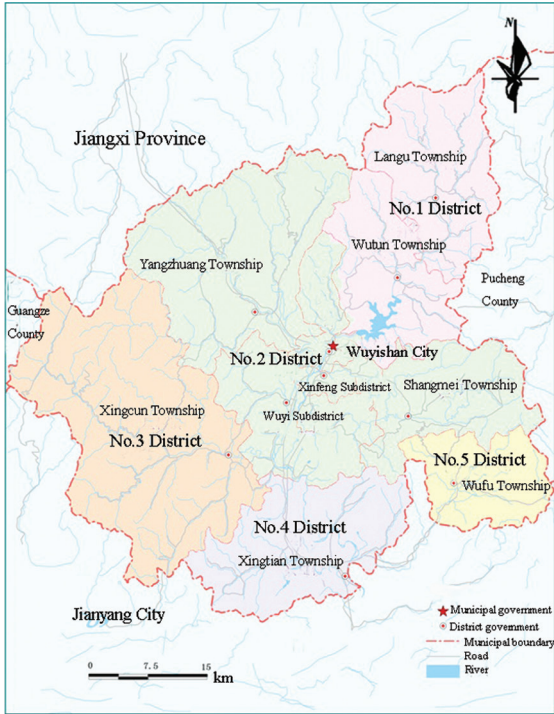 N
Jiangxi Province
Langu Township
No.1 District
Wutun Township
Yangzhuang Township
Pucheng
County
Guangze
County
No.2 District
Wuyishan City
Xinfeng Subdistrict
Shangmei Township
Xingcun Township
Wuyi Subdistrict
No.3 District
No.5 District
Wufu Township
No.4 District
Xingtian Township
Jianyang City
Municipal government
District government
Municipal boundary
Road
River
0 7.5 15
km